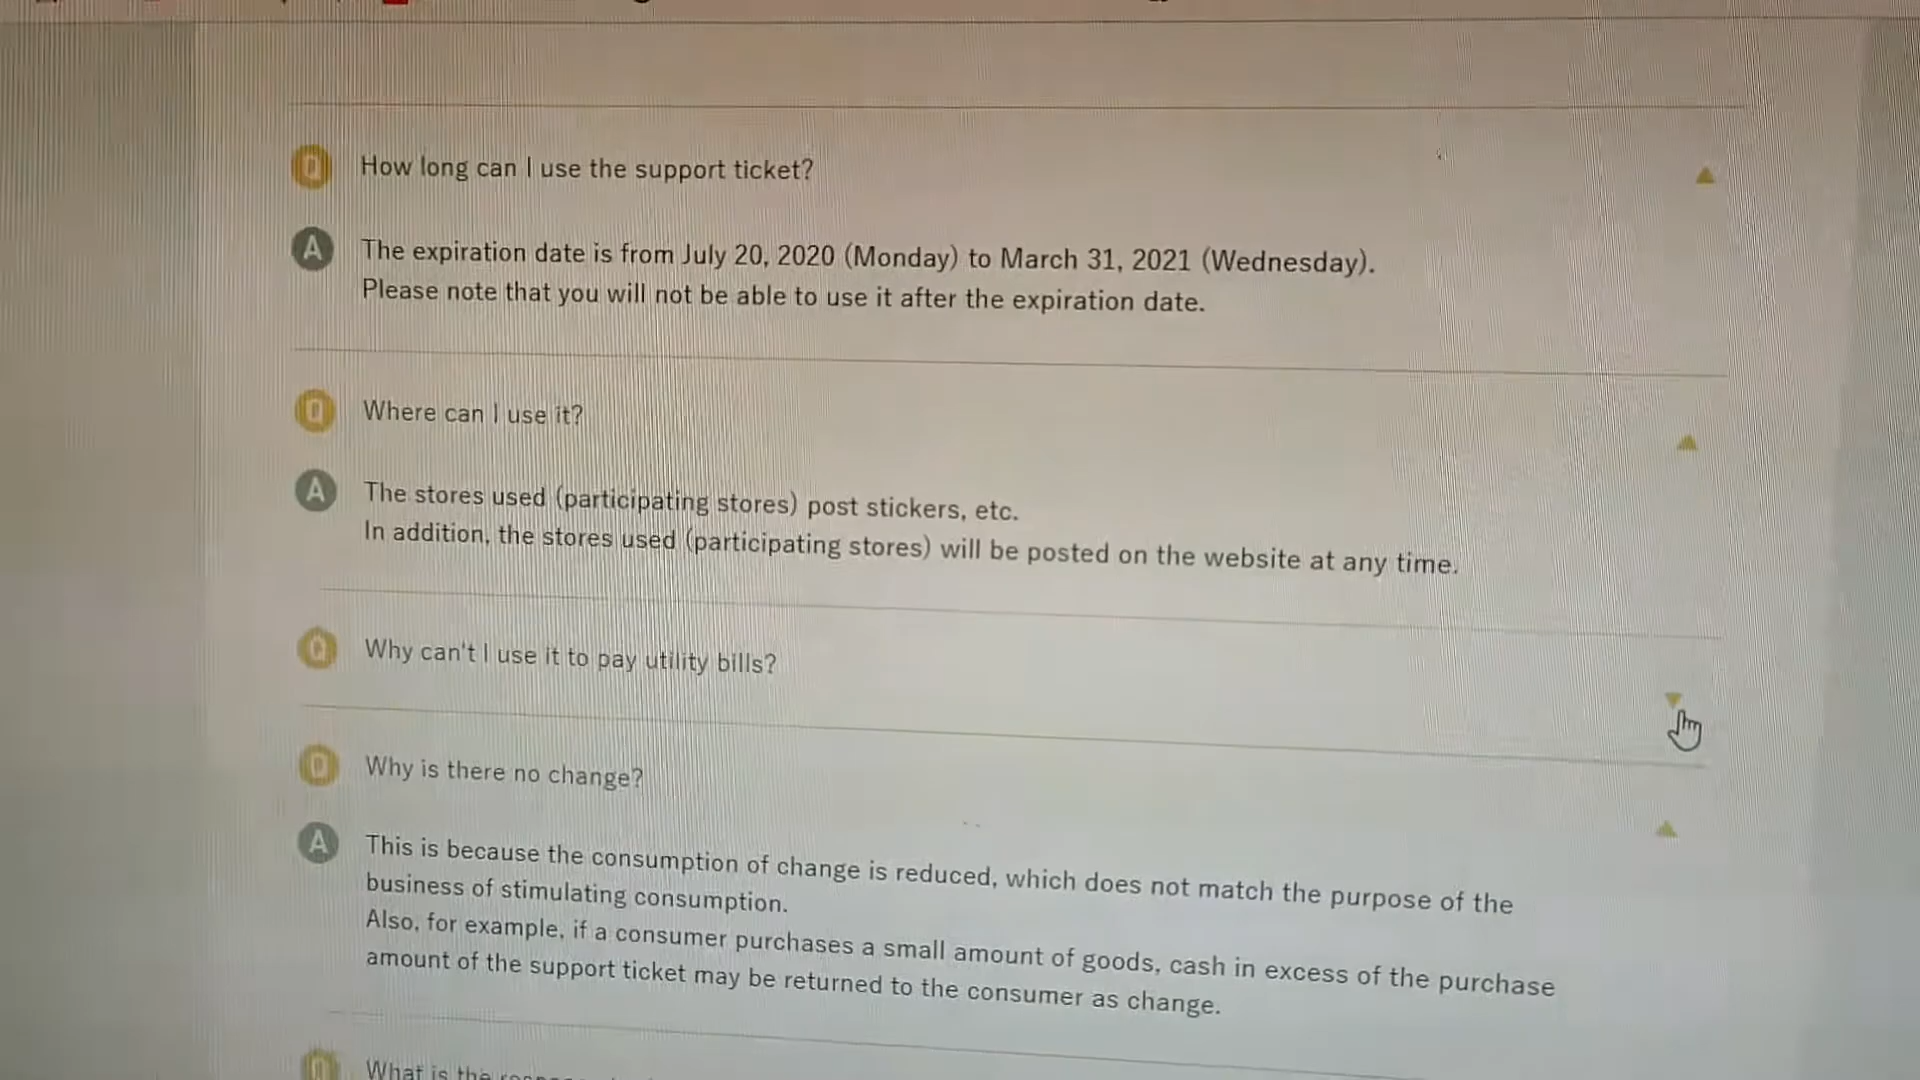 Q How long can I use the support ticket?
A The expiration date is from July 20, 2020 (Monday) to March 31, 2021 (Wednesday).
Please note that you will not be able to use it after the expiration date.
Q Where can I use it?
A The stores used (participating stores) post stickers, etc.
In addition, the stores used (participating stores) will be posted on the website at any time.
Q Why can't I use it to pay utility bills?
Q Why is there no change?
A This is because the consumption of change is reduced, which does not match the purpose of the
business of stimulating consumption.
Also, for example, if a consumer purchases a small amount of goods, cash in excess of the purchase
amount of the support ticket may be returned to the consumer as change.
Q What is the